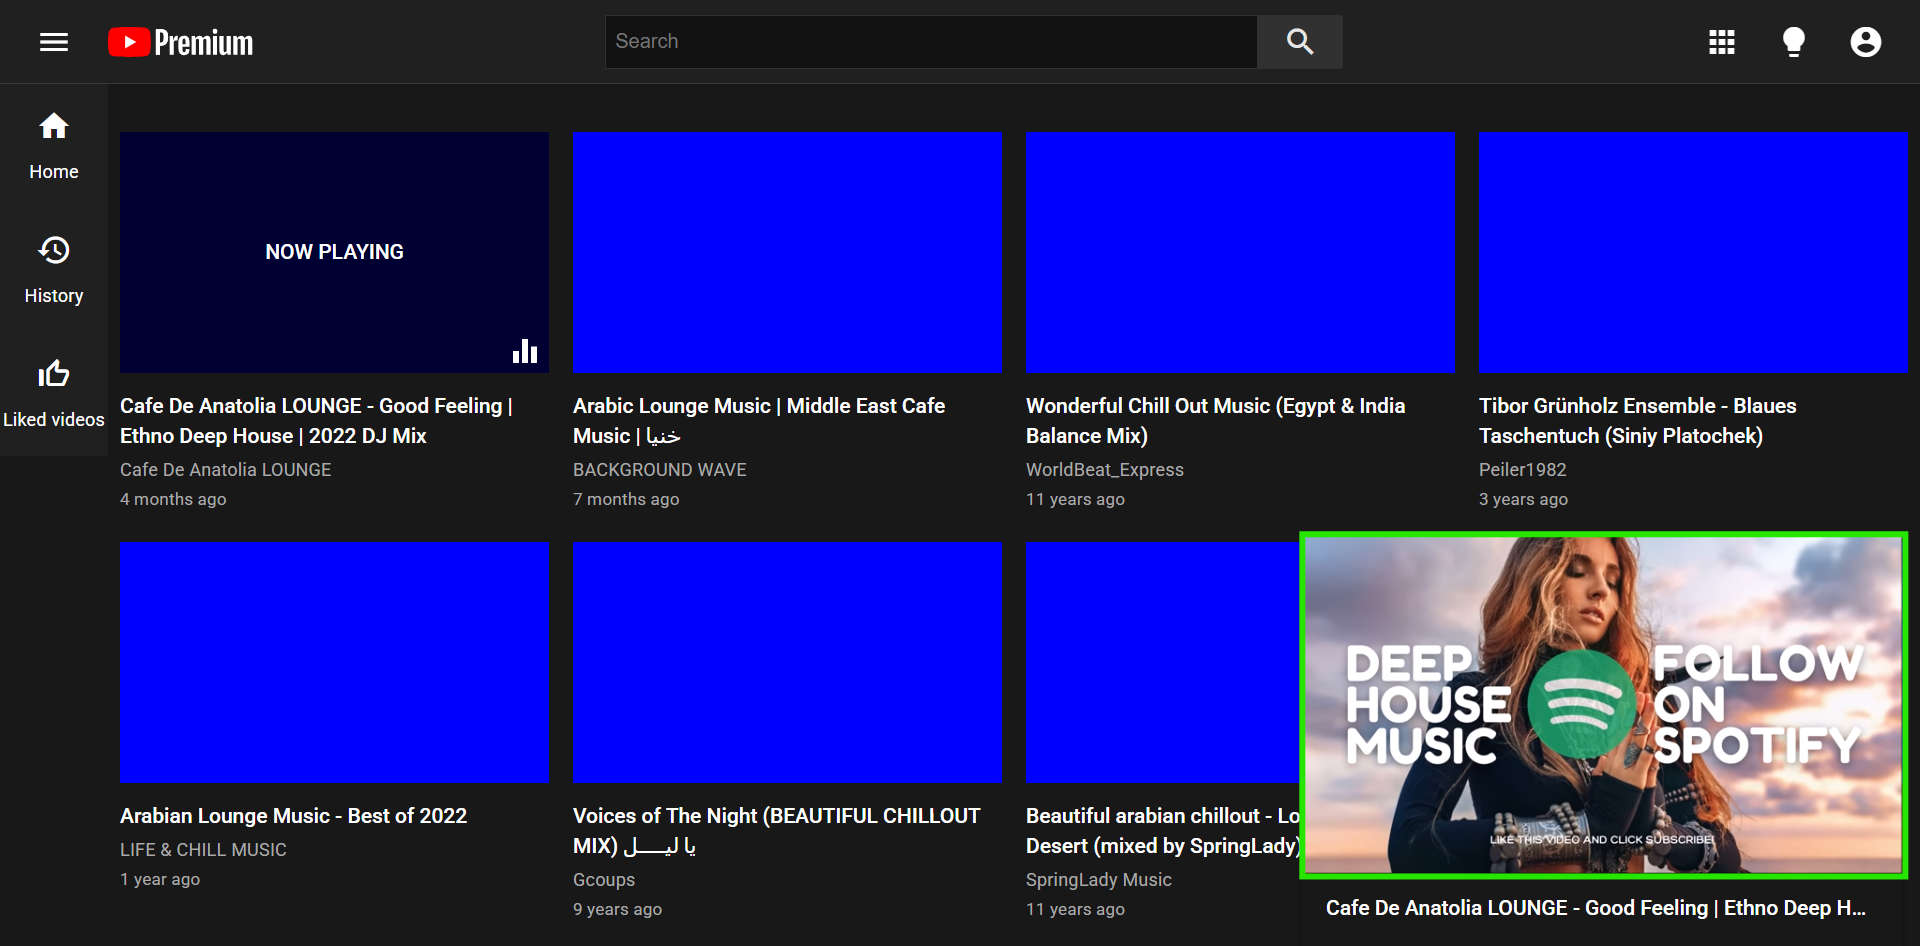 Premium
Search
Home
History
Liked videos
NOW PLAYING
Cafe De Anatolia LOUNGE - Good Feeling |
Ethno Deep House | 2022 DJ Mix
Cafe De Anatolia LOUNGE
4 months ago
Arabic Lounge Music | Middle East Cafe
Music | خنيا
BACKGROUND WAVE
7 months ago
Wonderful Chill Out Music (Egypt & India
Balance Mix)
WorldBeat_Express
11 years ago
Tibor Grünholz Ensemble - Blaues
Taschentuch (Siniy Platochek)
Peiler1982
3 years ago
Arabian Lounge Music - Best of 2022
LIFE & CHILL MUSIC
1 year ago
Voices of The Night (BEAUTIFUL CHILLOUT
MIX) يا ليـــــل
Gcoups
9 years ago
Beautiful arabian chillout - Lo
Desert (mixed by SpringLady)
SpringLady Music
11 years ago
DEEP
HOUSE
MUSIC
FOLLOW
ON
SPOTIFY
LIKE THIS VIDEO AND CLICK SUBSCRIBE!
Cafe De Anatolia LOUNGE - Good Feeling | Ethno Deep H...